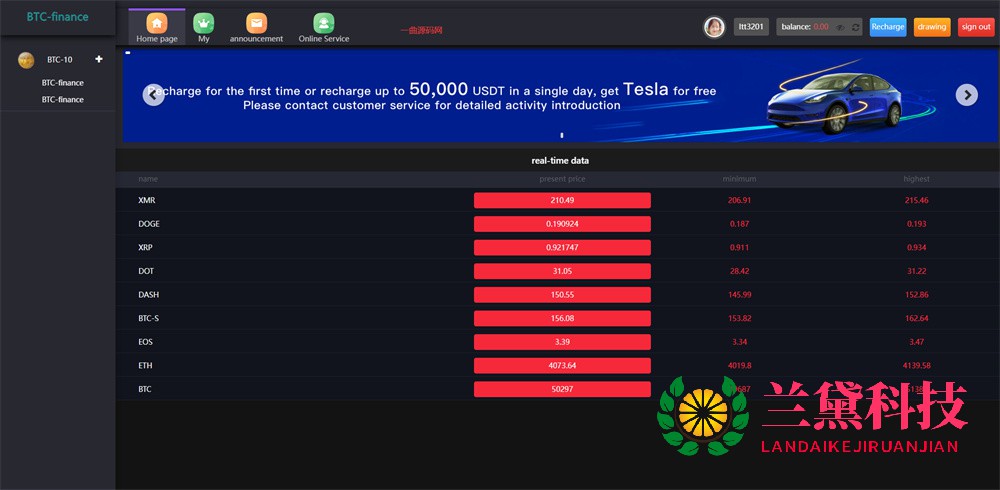 BTC-finance
Home page
My
announcement
Online Service
一曲源码网
ltt3201
balance: 0.00
Recharge
drawing
sign out
BTC-10
BTC-finance
BTC-finance
Recharge for the first time or recharge up to 50,000 USDT in a single day, get Tesla for free
Please contact customer service for detailed activity introduction
real-time data
name present price minimum highest
XMR 210.49 206.91 215.46
DOGE 0.190924 0.187 0.193
XRP 0.921747 0.911 0.934
DOT 31.05 28.42 31.22
DASH 150.55 145.99 152.86
BTC-S 156.08 153.82 162.64
EOS 3.39 3.34 3.47
ETH 4073.64 4019.8 4139.58
BTC 50297
兰黛科技
LANDAIKEJIRUANJIAN